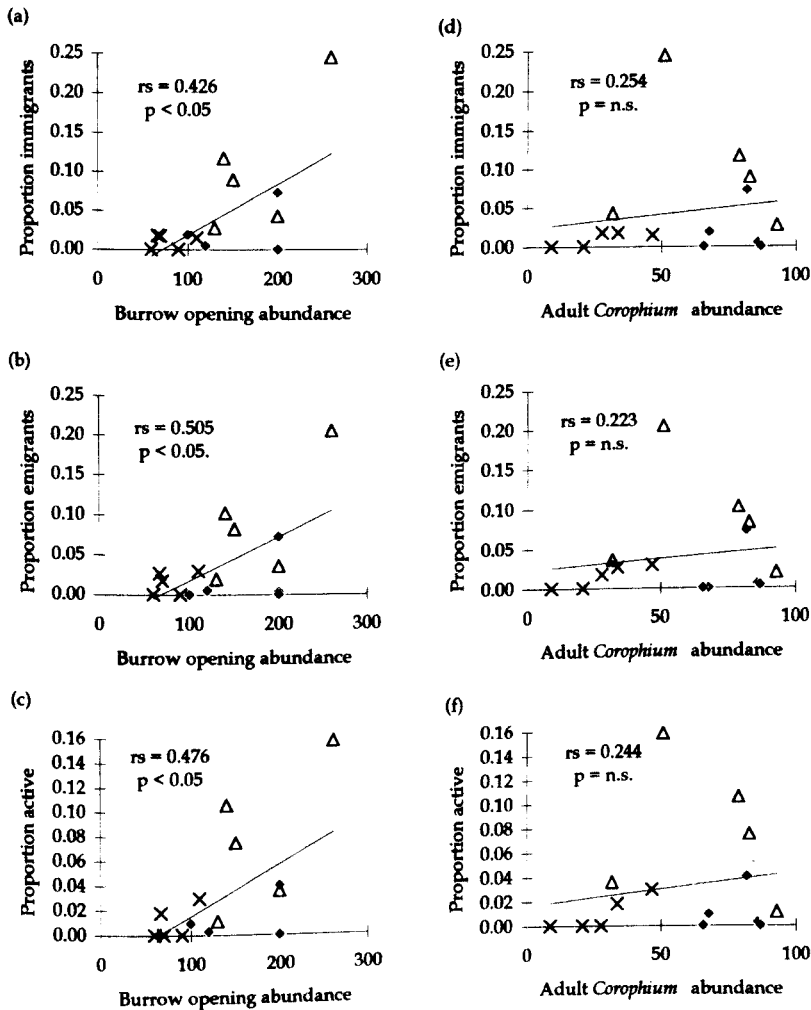 (a)
0.25
0.20
0.15
0.10
0.05
0.00
Proportion immigrants
rs = 0.426
p < 0.05
0
100
200
300
Burrow opening abundance
(d)
0.25
0.20
0.15
0.10
0.05
0.00
Proportion immigrants
rs = 0.254
p = n.s.
0
50
100
Adult Corophium abundance
(b)
0.25
0.20
0.15
0.10
0.05
0.00
Proportion emigrants
rs = 0.505
p < 0.05.
0
100
200
300
Burrow opening abundance
(e)
0.25
0.20
0.15
0.10
0.05
0.00
Proportion emigrants
rs = 0.223
p = n.s.
0
50
100
Adult Corophium abundance
(c)
0.16
0.14
0.12
0.10
0.08
0.06
0.04
0.02
0.00
Proportion active
rs = 0.476
p < 0.05
0
100
200
300
Burrow opening abundance
(f)
0.16
0.14
0.12
0.10
0.08
0.06
0.04
0.02
0.00
Proportion active
rs = 0.244
p = n.s.
0
50
100
Adult Corophium abundance